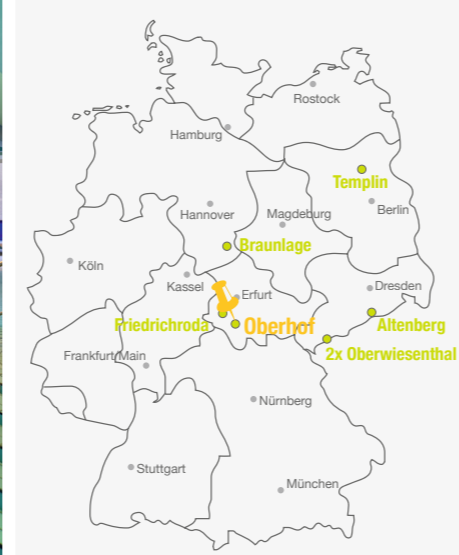 Rostock
Hamburg
Templin
Berlin
Hannover
Magdeburg
Braunlage
Köln
Kassel
Erfurt
Dresden
Friedrichroda
Oberhof
Altenberg
2x Oberwiesenthal
Frankfurt/Main
Nürnberg
Stuttgart
München